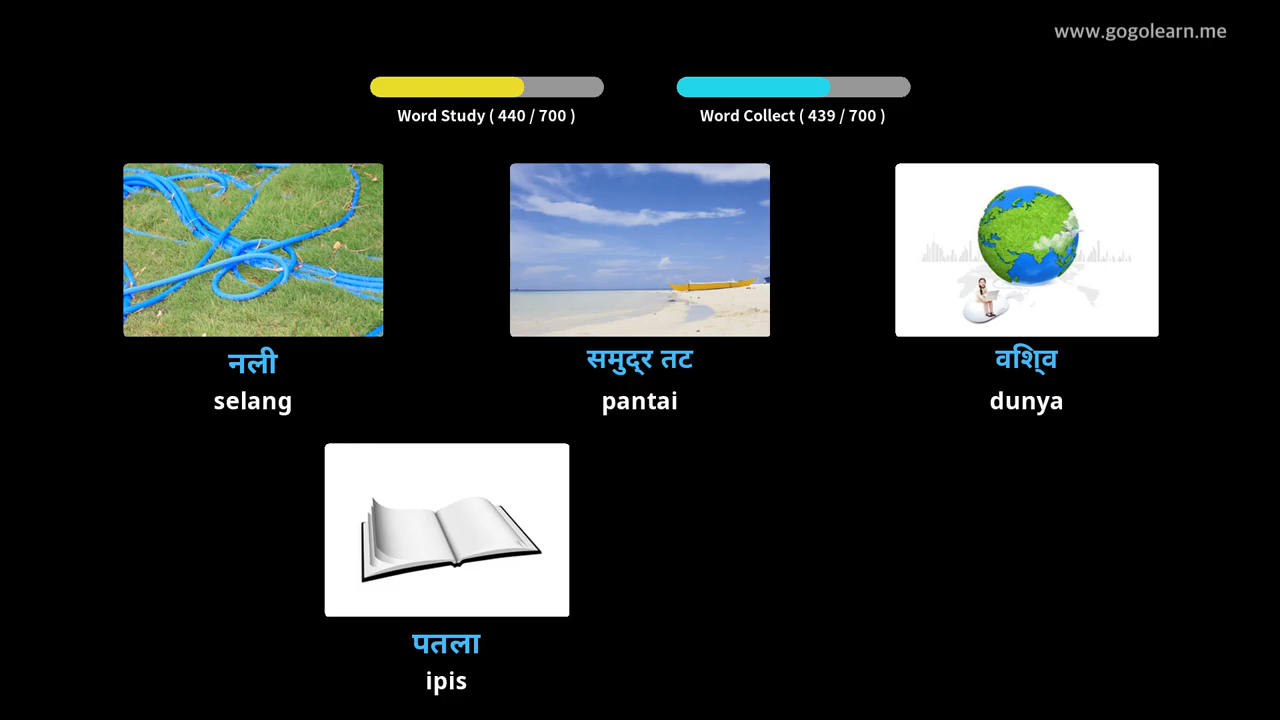 www.gogolearn.me
Word Study ( 440 / 700 )
Word Collect ( 439 / 700 )
नली
समुद्र तट
विश्व
selang
pantai
dunya
पतला
ipis